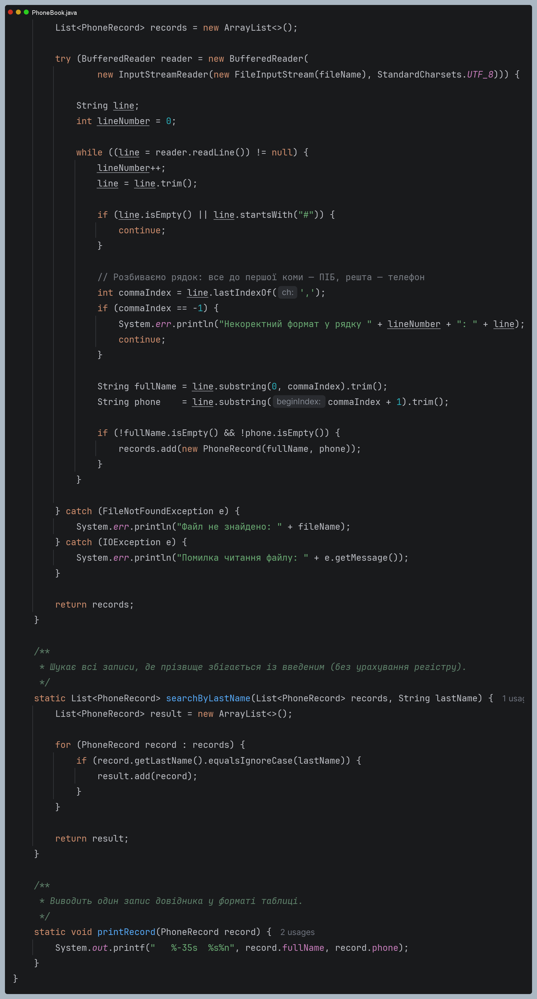 PhoneBook.java
List<PhoneRecord> records = new ArrayList<>();
try (BufferedReader reader = new BufferedReader(
new InputStreamReader(new FileInputStream(fileName), StandardCharsets.UTF_8))) {
String line;
int lineNumber = 0;
while ((line = reader.readLine()) != null) {
lineNumber++;
line = line.trim();
if (line.isEmpty() || line.startsWith("#")) {
continue;
}
// Розбиваємо рядок: все до першої коми — ПІБ, решта — телефон
int commaIndex = line.lastIndexOf( ch: ',');
if (commaIndex == -1) {
System.err.println("Некоректний формат у рядку " + lineNumber + ": " + line);
continue;
}
String fullName = line.substring(0, commaIndex).trim();
String phone    = line.substring( beginIndex: commaIndex + 1).trim();
if (!fullName.isEmpty() && !phone.isEmpty()) {
records.add(new PhoneRecord(fullName, phone));
}
}
} catch (FileNotFoundException e) {
System.err.println("Файл не знайдено: " + fileName);
} catch (IOException e) {
System.err.println("Помилка читання файлу: " + e.getMessage());
}
return records;
}
/**
* Шукає всі записи, де прізвище збігається із введеним (без урахування регістру).
*/
static List<PhoneRecord> searchByLastName(List<PhoneRecord> records, String lastName) { 1
List<PhoneRecord> result = new ArrayList<>();
for (PhoneRecord record : records) {
if (record.getLastName().equalsIgnoreCase(lastName)) {
result.add(record);
}
}
return result;
}
/**
* Виводить один запис довідника у форматі таблиці.
*/
static void printRecord(PhoneRecord record) { 2 usages
System.out.printf("   %-35s  %s%n", record.fullName, record.phone);
}
}